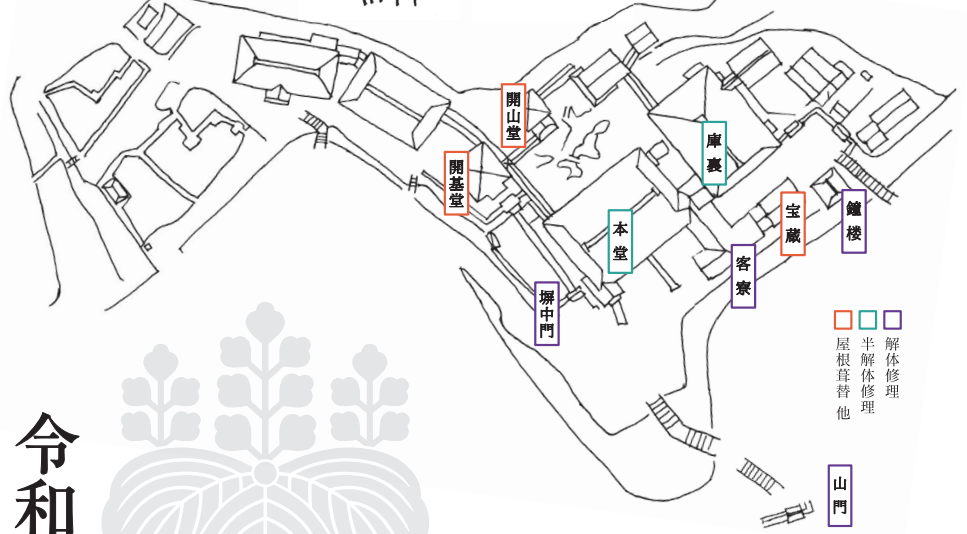 開山堂
開基堂
庫裏
本堂
宝蔵
鐘楼
客寮
塀中門
解体修理
半解体修理
屋根葺替 他
山門
令和